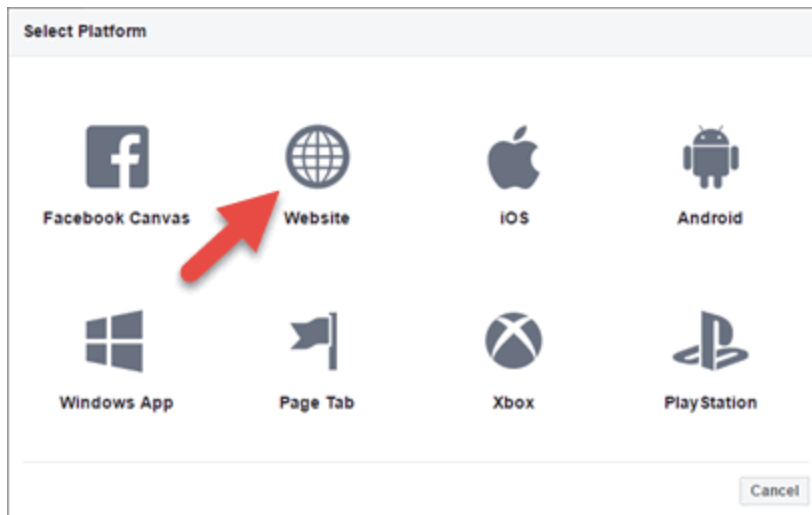 Select Platform
Facebook Canvas Website iOS Android
Windows App Page Tab Xbox PlayStation
Cancel